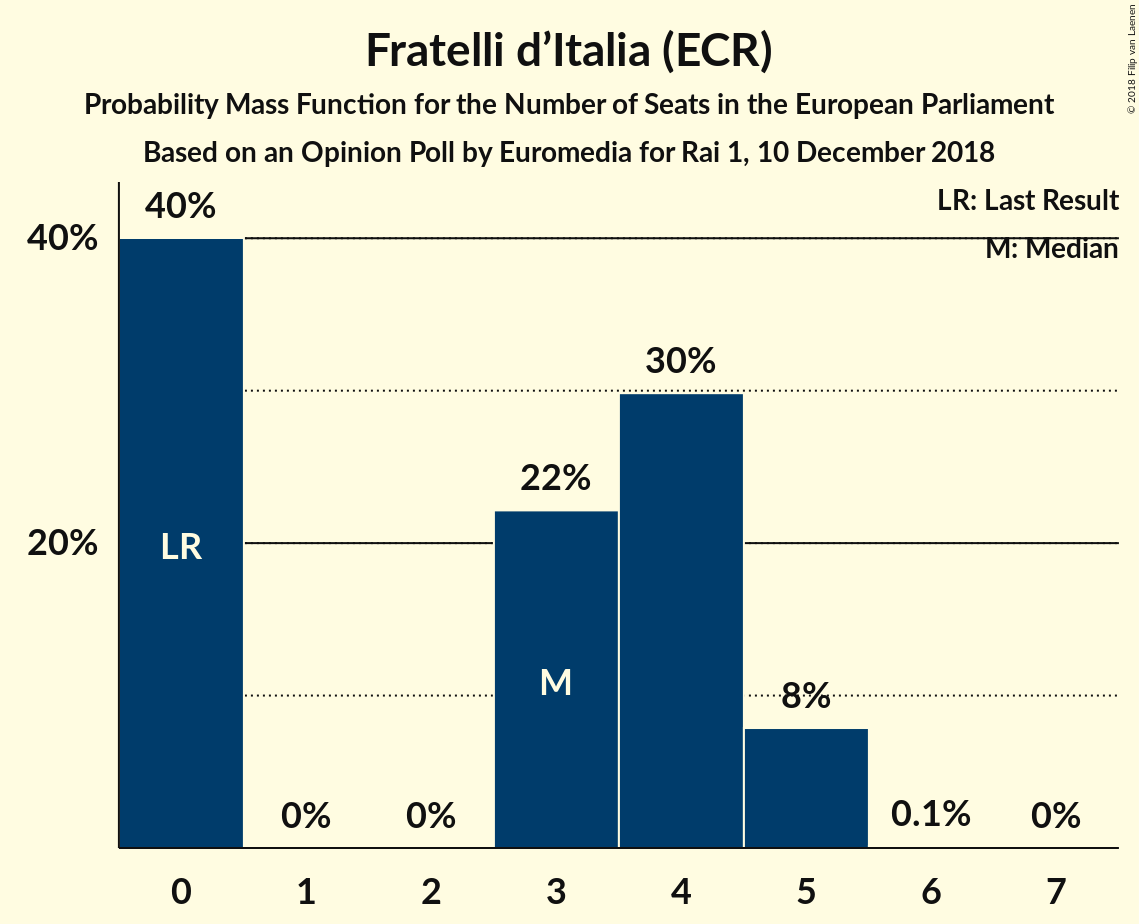 Fratelli d’Italia (ECR)
Probability Mass Function for the Number of Seats in the European Parliament
Based on an Opinion Poll by Euromedia for Rai 1, 10 December 2018
© 2018 Filip van Laenen
LR: Last Result
M: Median
40%
20%
40%
0%
0%
22%
30%
8%
0.1%
0%
LR
M
0 1 2 3 4 5 6 7